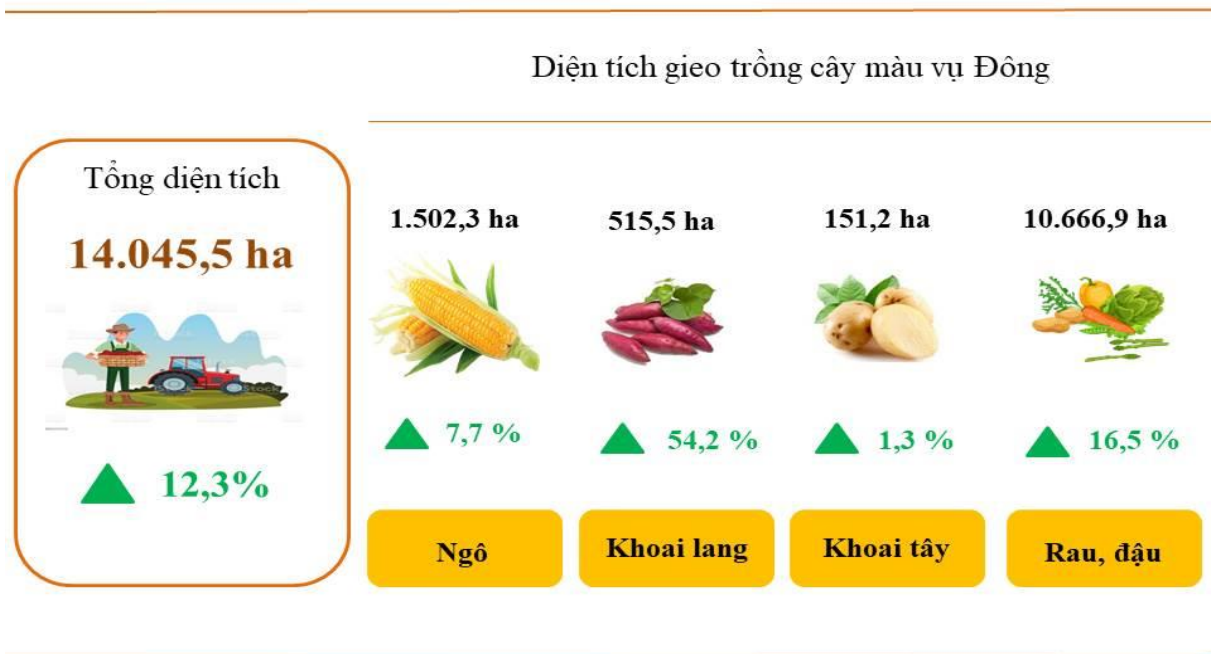 Diện tích gieo trồng cây màu vụ Đông
Tổng diện tích
14.045,5 ha
12,3%
1.502,3 ha
515,5 ha
151,2 ha
10.666,9 ha
7,7 %
54,2 %
1,3 %
16,5 %
Ngô
Khoai lang
Khoai tây
Rau, đậu